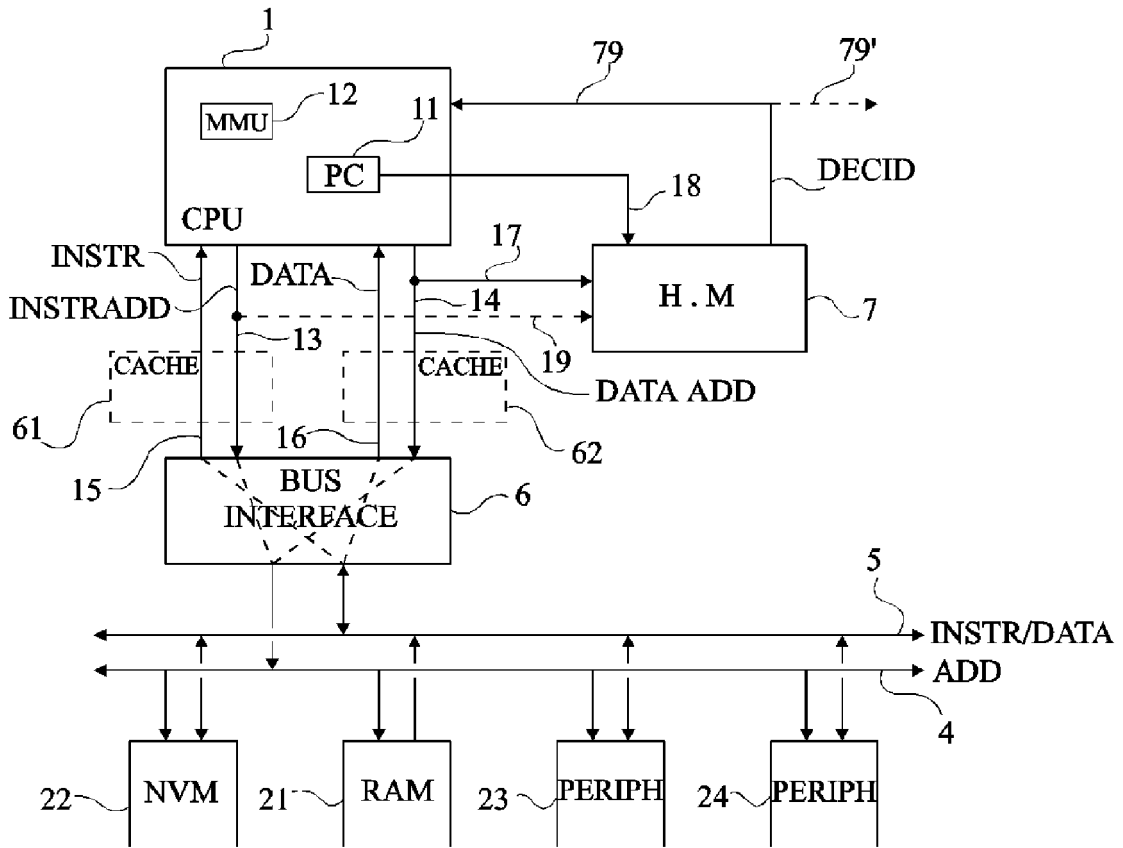 1
79
79'
12
MMU
11
PC
18
DECID
CPU
INSTR
17
DATA
INSTRADD
14
H . M
7
13
19
CACHE
CACHE
DATA ADD
61
16
62
15
BUS
INTERFACE
6
5
INSTR/DATA
ADD
4
22
NVM
21
RAM
23
PERIPH
24
PERIPH